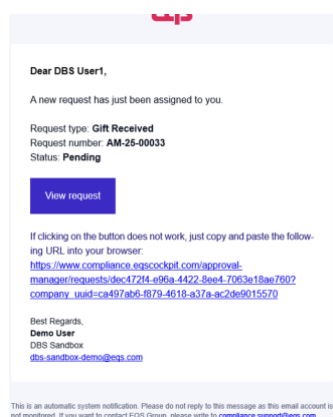 eqs
Dear DBS User1,
A new request has just been assigned to you.
Request type: Gift Received
Request number: AM-25-00033
Status: Pending
View request
If clicking on the button does not work, just copy and paste the follow-
ing URL into your browser:
https://www.compliance.eqscockpit.com/approval-
manager/requests/dec472f4-e96a-4422-8ee4-7063e18ae760?
company_uuid=ca497ab6-f879-4618-a37a-ac2de9015570
Best Regards,
Demo User
DBS Sandbox
dbs-sandbox-demo@eqs.com
This is an automatic system notification. Please do not reply to this message as this email account is
not monitored. If you want to contact EQS Group, please write to compliance.support@eqs.com